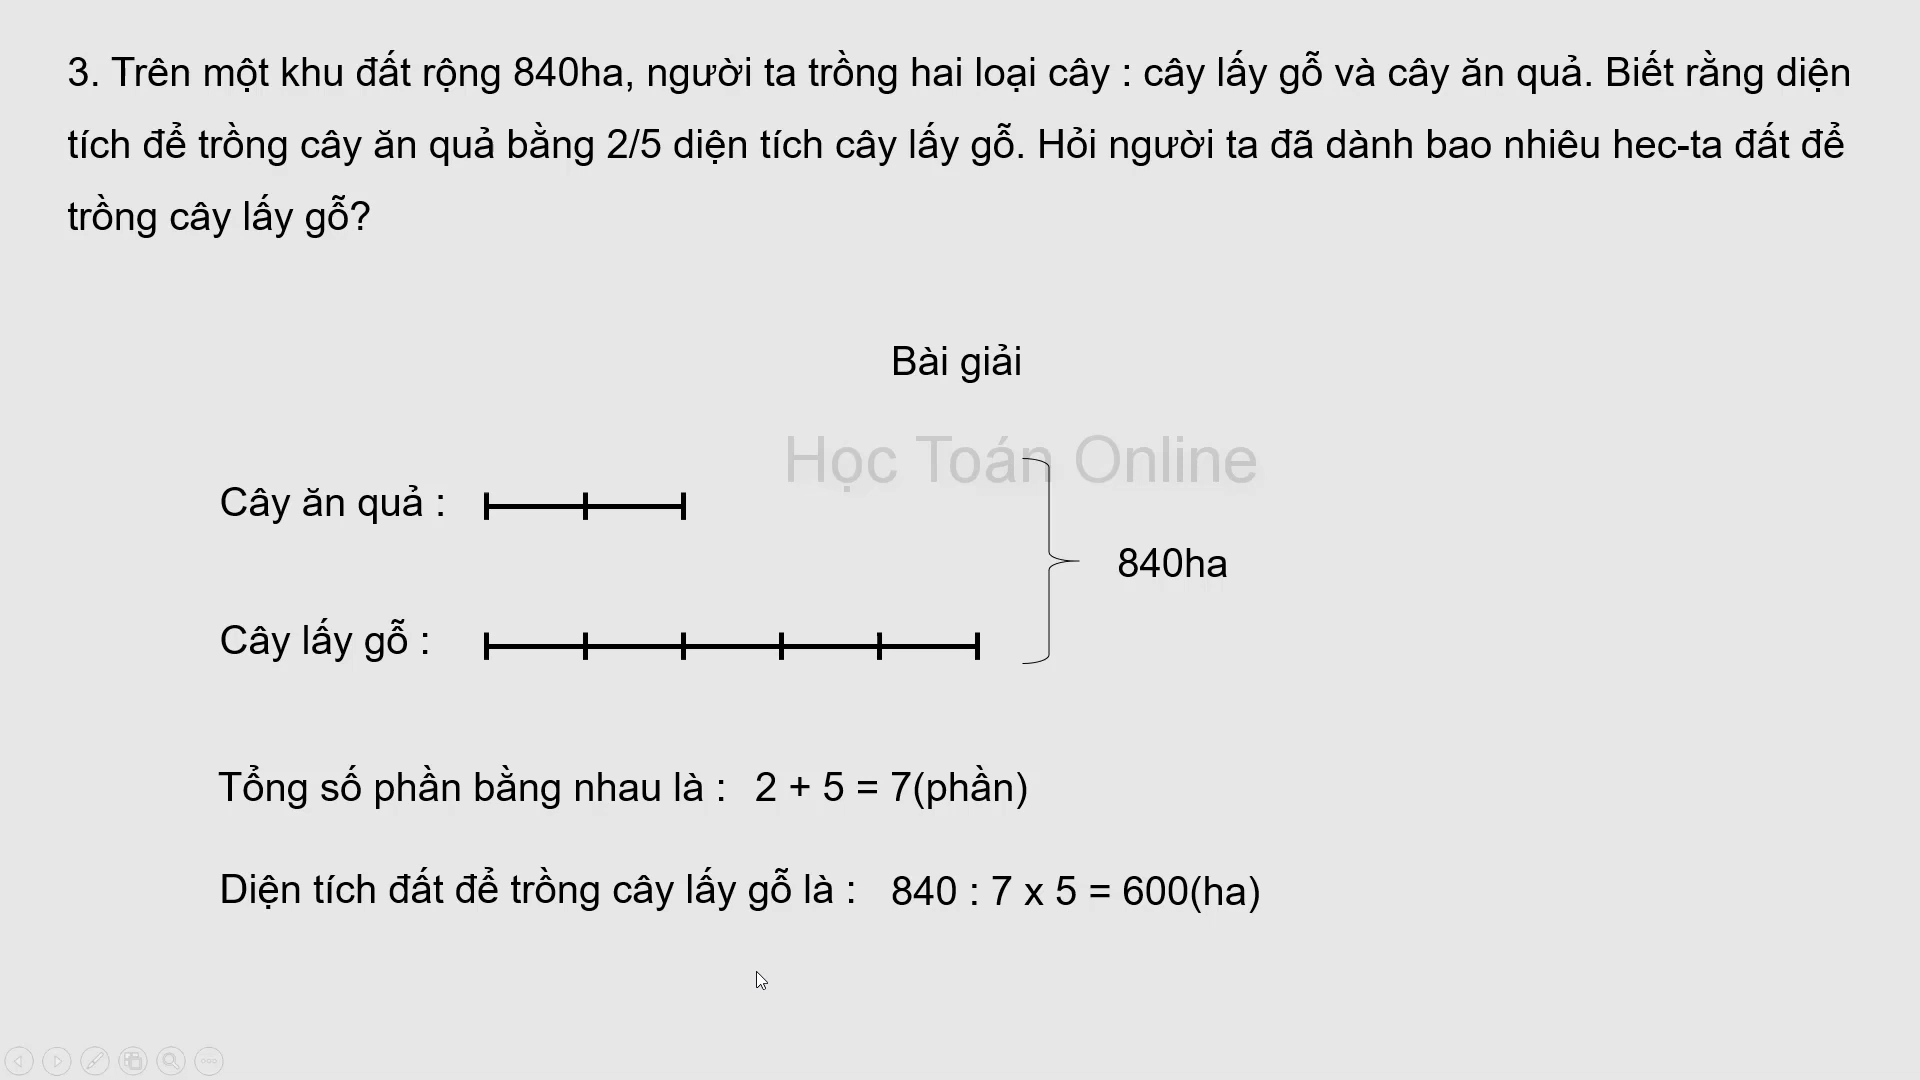 3. Trên một khu đất rộng 840ha, người ta trồng hai loại cây : cây lấy gỗ và cây ăn quả. Biết rằng diện
tích để trồng cây ăn quả bằng 2/5 diện tích cây lấy gỗ. Hỏi người ta đã dành bao nhiêu hec-ta đất để
trồng cây lấy gỗ?
Bài giải
Học Toán Online
Cây ăn quả :
840ha
Cây lấy gỗ :
Tổng số phần bằng nhau là : 2 + 5 = 7(phần)
Diện tích đất để trồng cây lấy gỗ là : 840 : 7 x 5 = 600(ha)